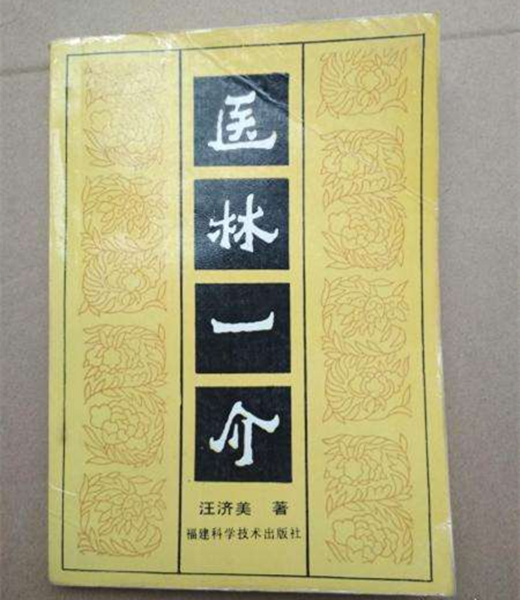 医林一介
汪济美 著
福建科学技术出版社